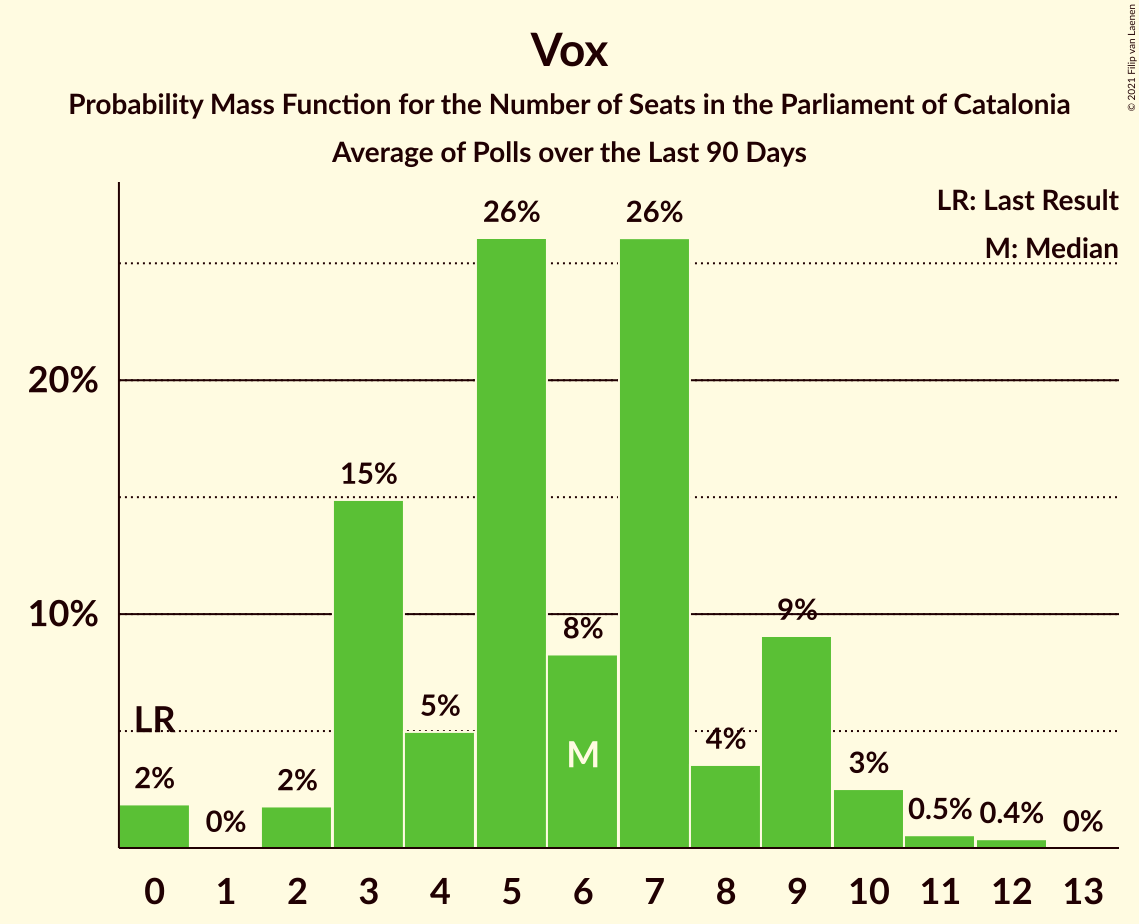 Vox
Probability Mass Function for the Number of Seats in the Parliament of Catalonia
Average of Polls over the Last 90 Days
© 2021 Filip van Laenen
LR: Last Result
M: Median
26% 26%
20%
15%
10%
9%
8%
LR
5%
M
4%
2% 0% 2% 3% 0.5% 0.4% 0%
0 1 2 3 4 5 6 7 8 9 10 11 12 13